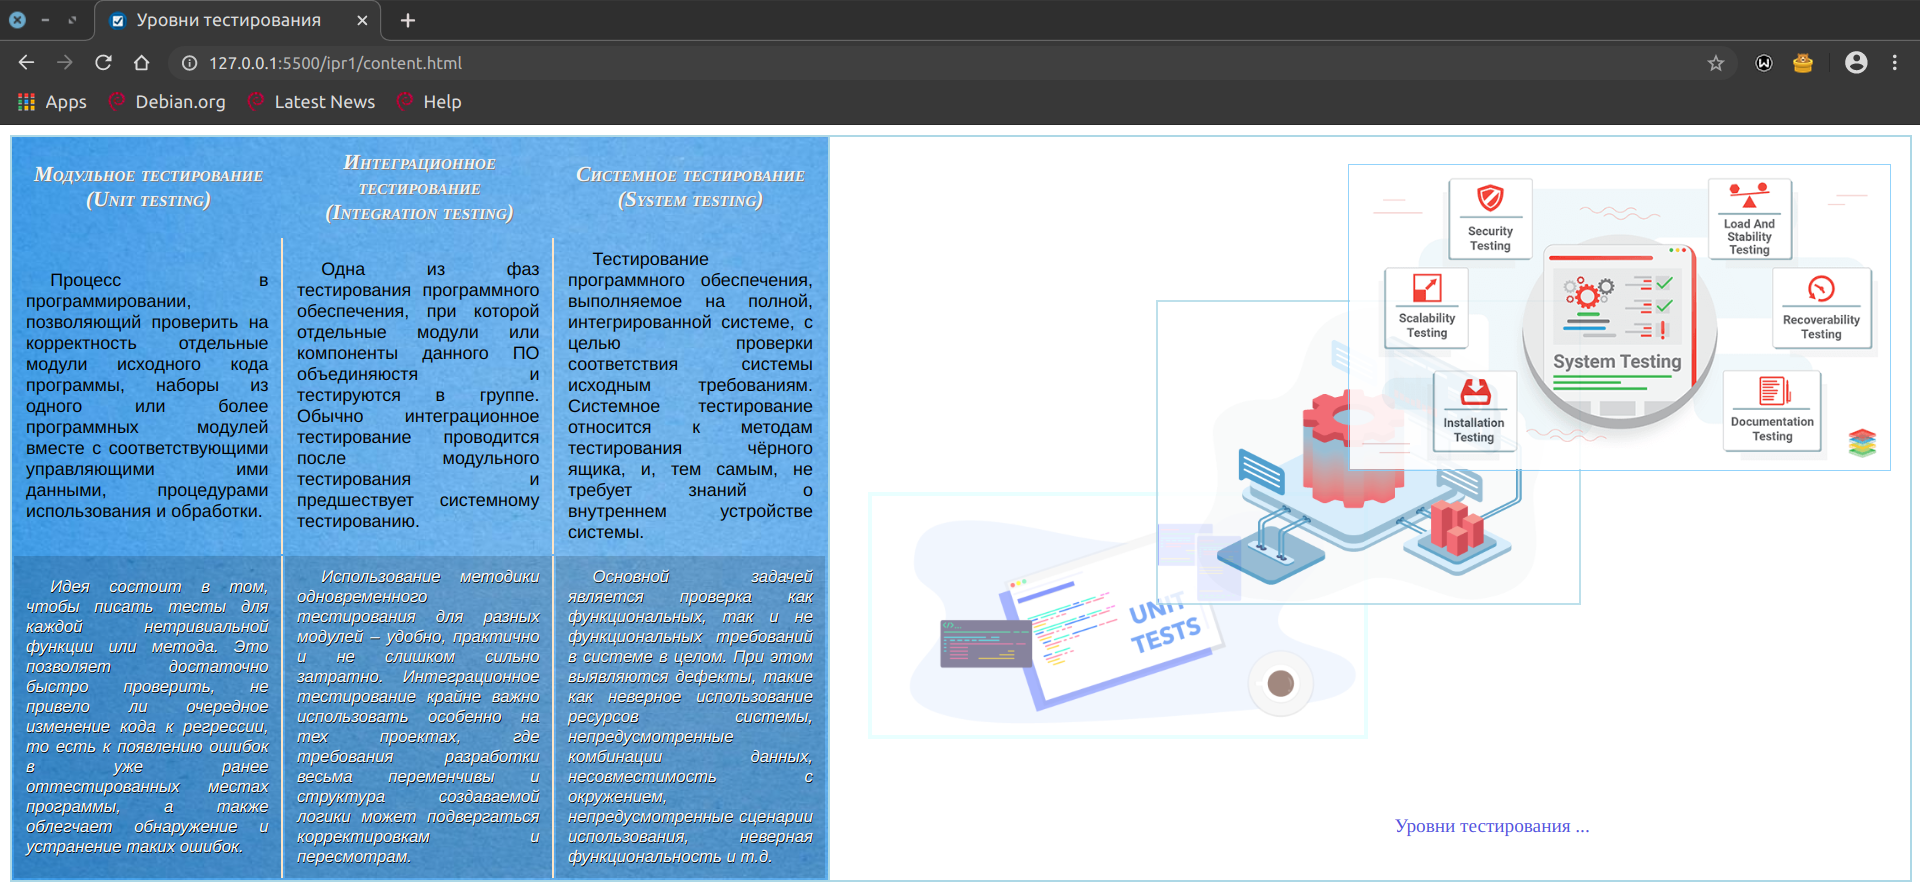 Уровни тестирования
127.0.0.1:5500/ipr1/content.html
Apps Debian.org Latest News Help
Модульное тестирование
(Unit testing)
Интеграционное
тестирование
(Integration testing)
Системное тестирование
(System testing)
Процесс в
программировании,
позволяющий проверить на
корректность отдельные
модули исходного кода
программы, наборы из
одного или более
программных модулей
вместе с соответствующими
управляющими ими
данными, процедурами
использования и обработки.
Одна из фаз
тестирования программного
обеспечения, при которой
отдельные модули или
компоненты данного ПО
объединяюстя и
тестируются в группе.
Обычно интеграционное
тестирование проводится
после модульного
тестирования и
предшествует системному
тестированию.
Тестирование
программного обеспечения,
выполняемое на полной,
интегрированной системе, с
целью проверки
соответствия системы
исходным требованиям.
Системное тестирование
относится к методам
тестирования чёрного
ящика, и, тем самым, не
требует знаний о
внутреннем устройстве
системы.
Идея состоит в том,
чтобы писать тесты для
каждой нетривиальной
функции или метода. Это
позволяет достаточно
быстро проверить, не
привело ли очередное
изменение кода к регрессии,
то есть к появлению ошибок
в уже ранее
оттестированных местах
программы, а также
облегчает обнаружение и
устранение таких ошибок.
Использование методики
одновременного
тестирования для разных
модулей – удобно, практично
и не слишком сильно
затратно. Интеграционное
тестирование крайне важно
использовать особенно на
тех проектах, где
требования разработки
весьма переменчивы и
структура создаваемой
логики может подвергаться
корректировкам и
пересмотрам.
Основной задачей
является проверка как
функциональных, так и не
функциональных требований
в системе в целом. При этом
выявляются дефекты, такие
как неверное использование
ресурсов системы,
непредусмотренные
комбинации данных,
несовместимость с
окружением,
непредусмотренные сценарии
использования, неверная
функциональность и т.д.
Security
Testing
Load And
Stability
Testing
Scalability
Testing
Recoverability
Testing
System Testing
Installation
Testing
Documentation
Testing
UNIT
TESTS
Уровни тестирования ...